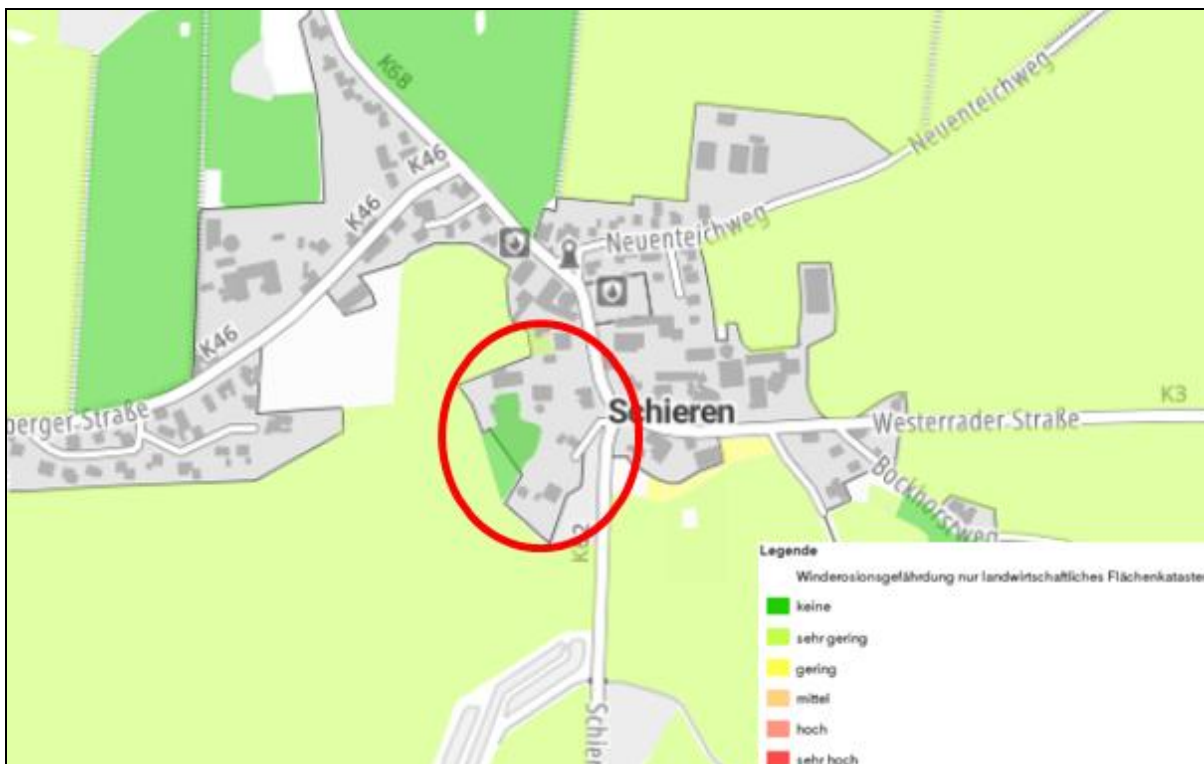 K68
K46
K46
K46
Neuenteichweg
Neuenteichweg
berger Straße
Schieren
Westerrader Straße
K3
Bockhorstweg
Schier
Legende
Winderosionsgefährdung nur landwirtschaftliches Flächenkataster
keine
sehr gering
gering
mittel
hoch
sehr hoch